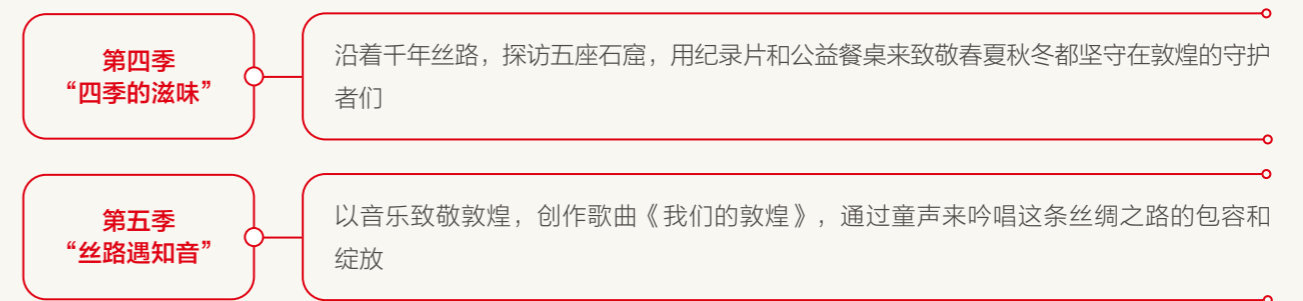 第四季
“四季的滋味”
沿着千年丝路，探访五座石窟，用纪录片和公益餐桌来致敬春夏秋冬都坚守在敦煌的守护
者们
第五季
“丝路遇知音”
以音乐致敬敦煌，创作歌曲《我们的敦煌》，通过童声来吟唱这条丝绸之路的包容和
绽放